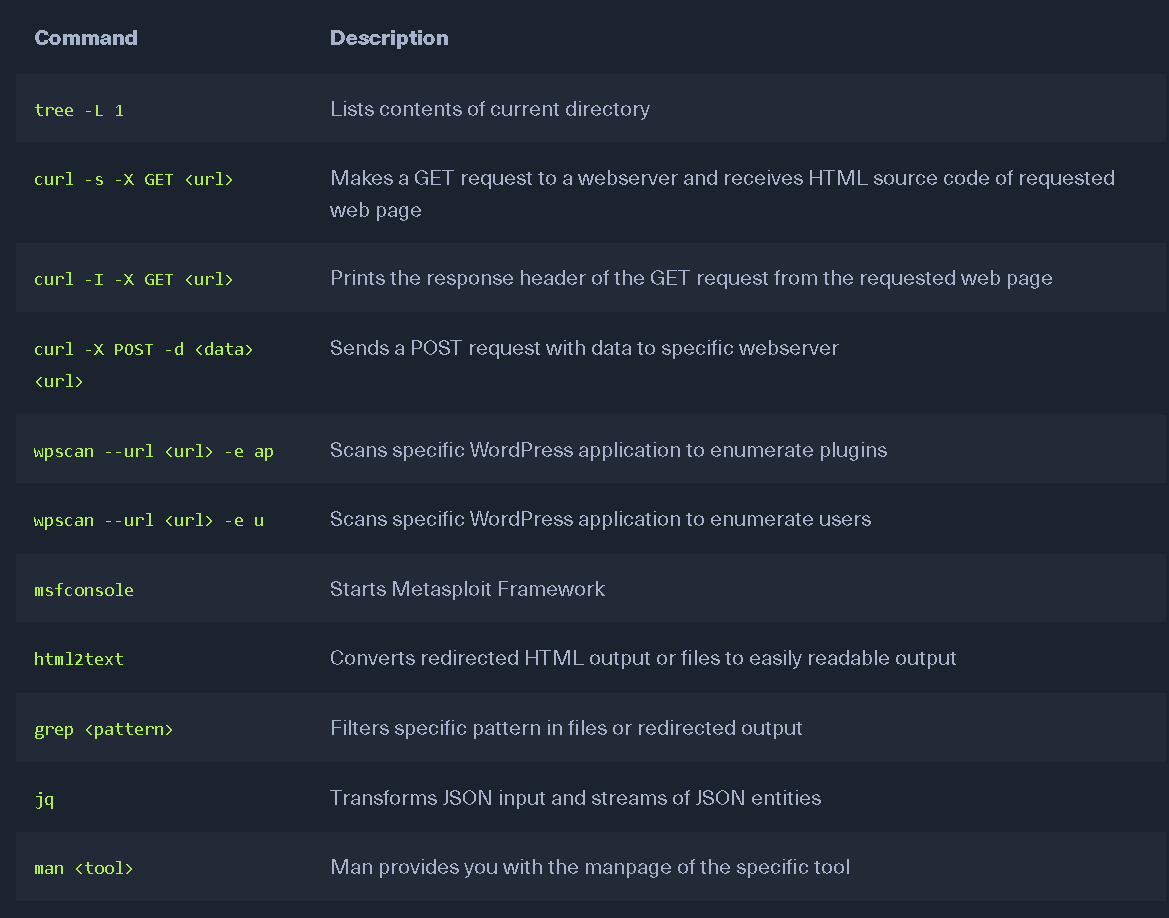 Command Description
tree -L 1 Lists contents of current directory
curl -s -X GET <url> Makes a GET request to a webserver and receives HTML source code of requested
web page
curl -I -X GET <url> Prints the response header of the GET request from the requested web page
curl -X POST -d <data> Sends a POST request with data to specific webserver
<url>
wpscan --url <url> -e ap Scans specific WordPress application to enumerate plugins
wpscan --url <url> -e u Scans specific WordPress application to enumerate users
msfconsole Starts Metasploit Framework
html2text Converts redirected HTML output or files to easily readable output
grep <pattern> Filters specific pattern in files or redirected output
jq Transforms JSON input and streams of JSON entities
man <tool> Man provides you with the manpage of the specific tool